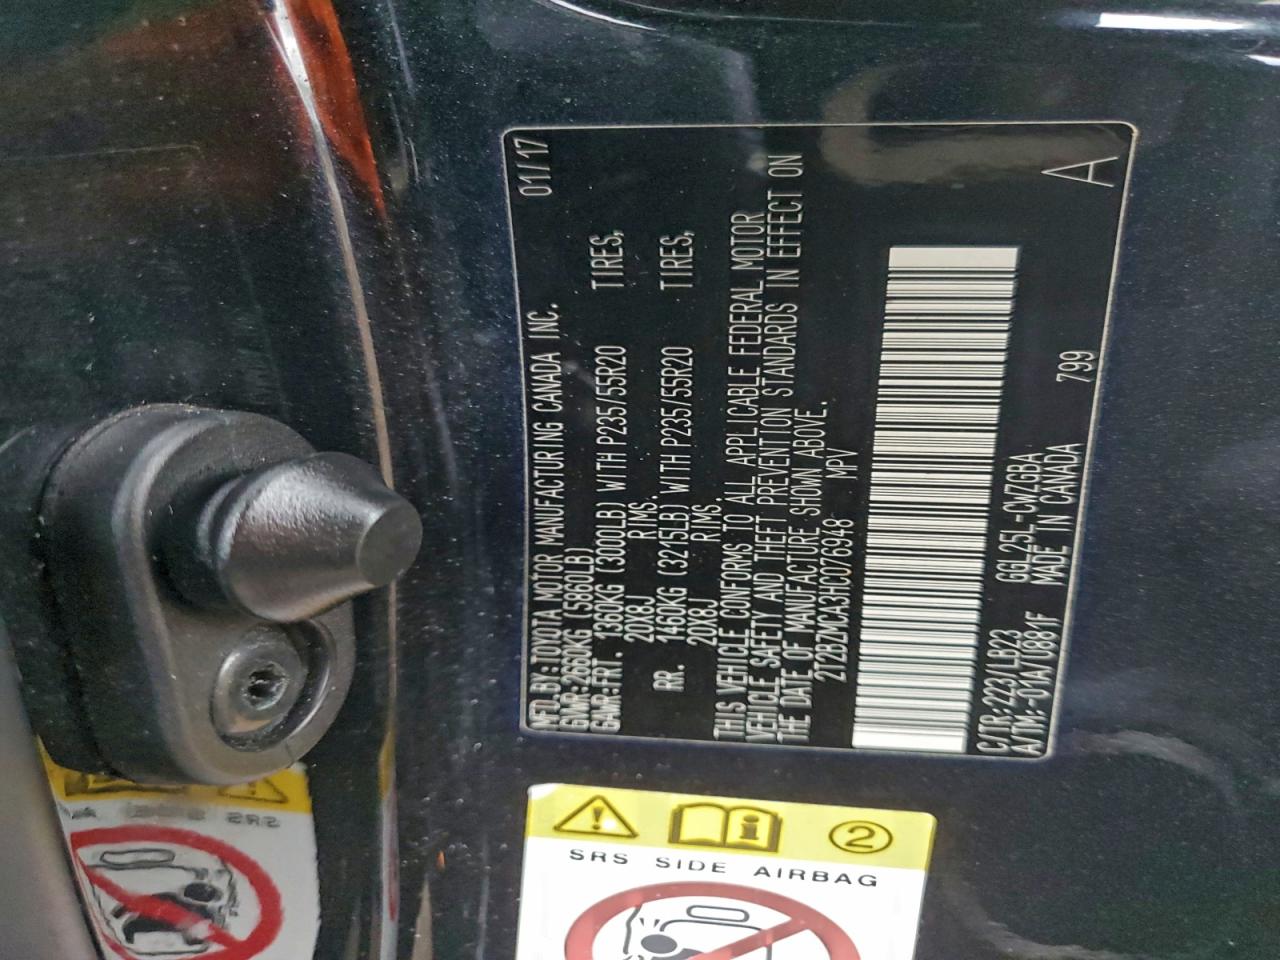 MFD.BY:TOYOTA MOTOR MANUFACTURING CANADA INC. 01/17
GVWR:2660KG (5860LB)
GAWR:FRT. 1360KG (3000LB) WITH P235/55R20 TIRES,
20X8J RIMS.
RR. 1460KG (3215LB) WITH P235/55R20 TIRES,
20X8J RIMS.
THIS VEHICLE CONFORMS TO ALL APPLICABLE FEDERAL MOTOR
VEHICLE SAFETY AND THEFT PREVENTION STANDARDS IN EFFECT ON
THE DATE OF MANUFACTURE SHOWN ABOVE.
2T2BZMCA3HC076948 MPV
C/TR:223/LB23 GGL25L-CWZGBA 799
A/TM:-01A/U881F MADE IN CANADA A
2
SRS SIDE AIRBAG
SRS